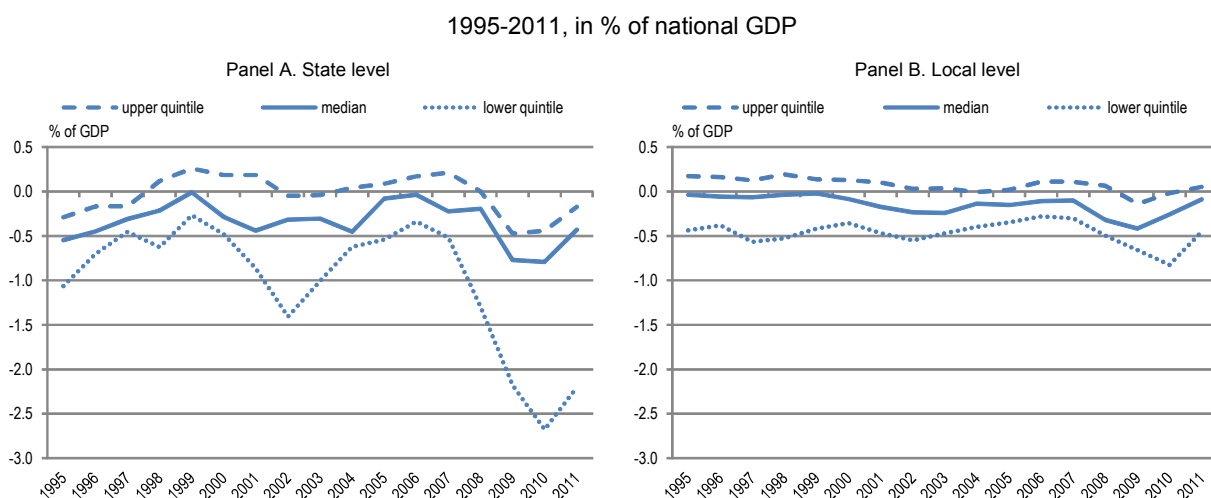 1995-2011, in % of national GDP
Panel A. State level
upper quintile median lower quintile
% of GDP
0.5
0.0
-0.5
-1.0
-1.5
-2.0
-2.5
-3.0
1995 1996 1997 1998 1999 2000 2001 2002 2003 2004 2005 2006 2007 2008 2009 2010 2011
Panel B. Local level
upper quintile median lower quintile
% of GDP
0.5
0.0
-0.5
-1.0
-1.5
-2.0
-2.5
-3.0
1995 1996 1997 1998 1999 2000 2001 2002 2003 2004 2005 2006 2007 2008 2009 2010 2011